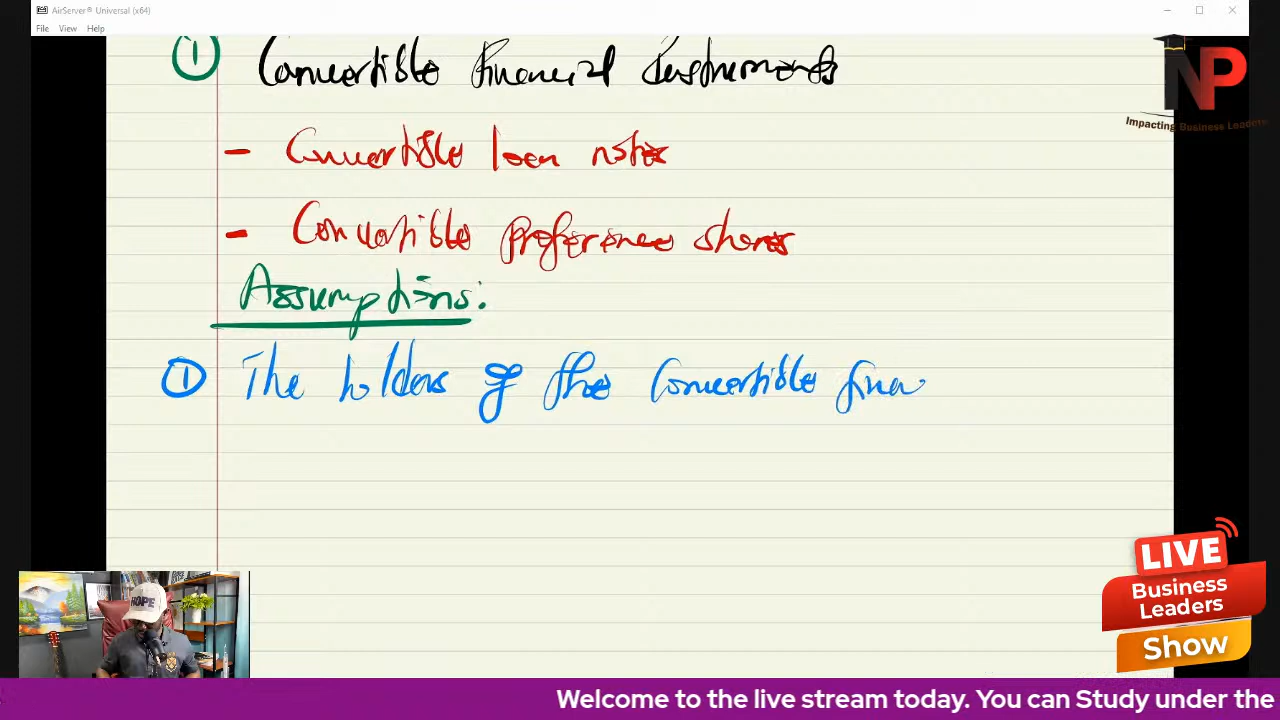 AirServer® Universal (x64)
File View Help
① Convertible Financial Instruments
NP
Impacting Business Leaders
- Convertible loan notes
- Convertible preference shares
Assumptions:
① The holders of the Convertible fina
HOPE
LIVE
Business
Leaders
Show
Welcome to the live stream today. You can Study under the